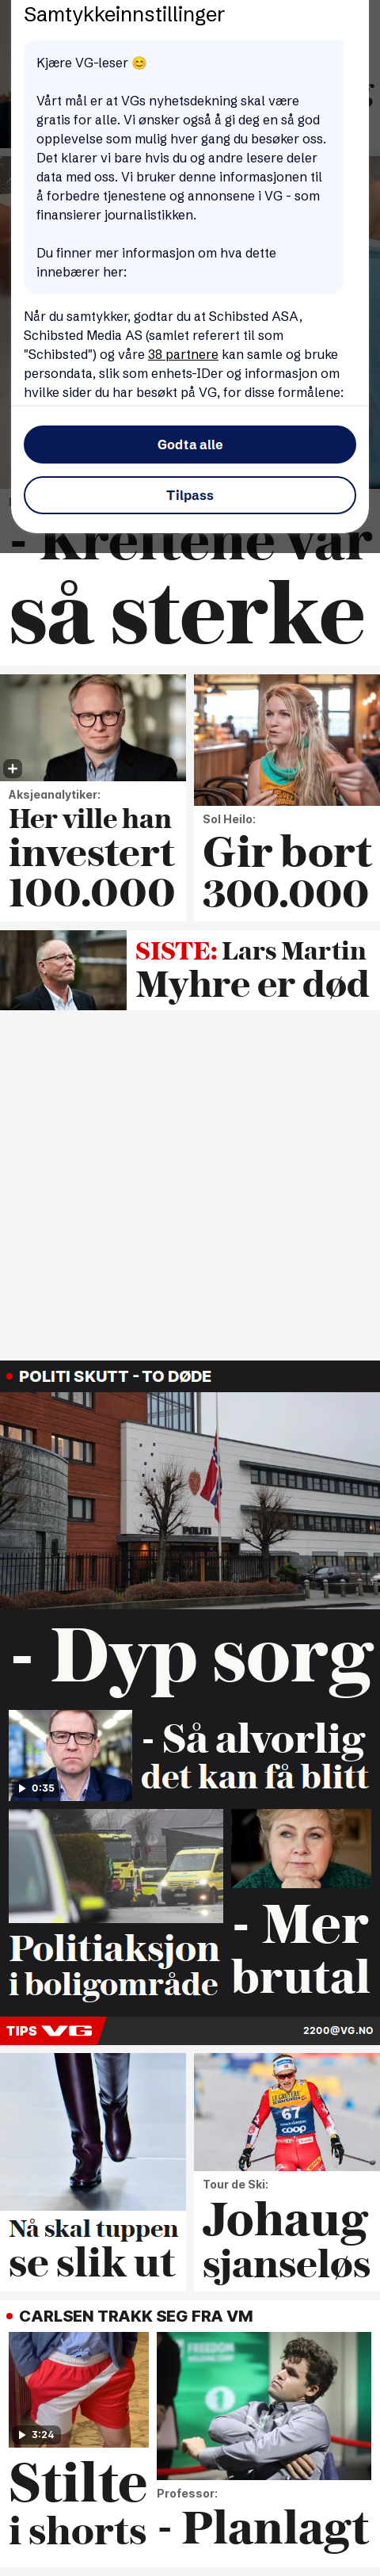 Samtykkeinnstillinger
Kjære VG-leser 😊
Vårt mål er at VGs nyhetsdekning skal være
gratis for alle. Vi ønsker også å gi deg en så god
opplevelse som mulig hver gang du besøker oss.
Det klarer vi bare hvis du og andre lesere deler
data med oss. Vi bruker denne informasjonen til
å forbedre tjenestene og annonsene i VG - som
finansierer journalistikken.
Du finner mer informasjon om hva dette
innebærer her:
Når du samtykker, godtar du at Schibsted ASA,
Schibsted Media AS (samlet referert til som
"Schibsted") og våre 38 partnere kan samle og bruke
persondata, slik som enhets-IDer og informasjon om
hvilke sider du har besøkt på VG, for disse formålene:
Godta alle
Tilpass
- Kreftene var
så sterke
Aksjeanalytiker:
Her ville han
investert
100.000
Sol Heilo:
Gir bort
300.000
SISTE: Lars Martin
Myhre er død
POLITI SKUTT - TO DØDE
POLITI
- Dyp sorg
0:35
- Så alvorlig
det kan få blitt
Politiaksjon
i boligområde
- Mer
brutal
TIPS VG
2200@VG.NO
Nå skal tuppen
se slik ut
67
coop
Tour de Ski:
Johaug
sjanseløs
CARLSEN TRAKK SEG FRA VM
3:24
Stilte
i shorts
FREEDOM
1
Professor:
- Planlagt